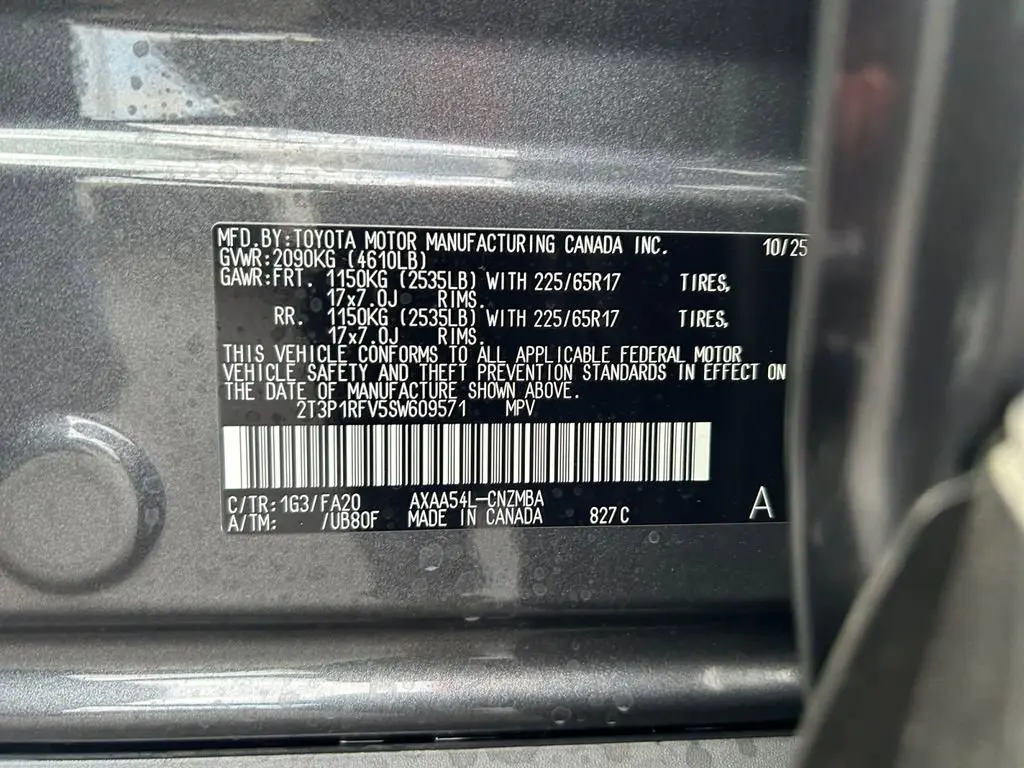 MFD.BY:TOYOTA MOTOR MANUFACTURING CANADA INC. 10/25
GVWR:2090KG (4610LB)
GAWR:FRT. 1150KG (2535LB) WITH 225/65R17 TIRES,
17x7.0J RIMS.
RR. 1150KG (2535LB) WITH 225/65R17 TIRES,
17x7.0J RIMS.
THIS VEHICLE CONFORMS TO ALL APPLICABLE FEDERAL MOTOR
VEHICLE SAFETY AND THEFT PREVENTION STANDARDS IN EFFECT ON
THE DATE OF MANUFACTURE SHOWN ABOVE.
2T3P1RFV5SW609571 MPV
C/TR:1G3/FA20 AXAA54L-CNZMBA
A/TM: /UB80F MADE IN CANADA 827C A